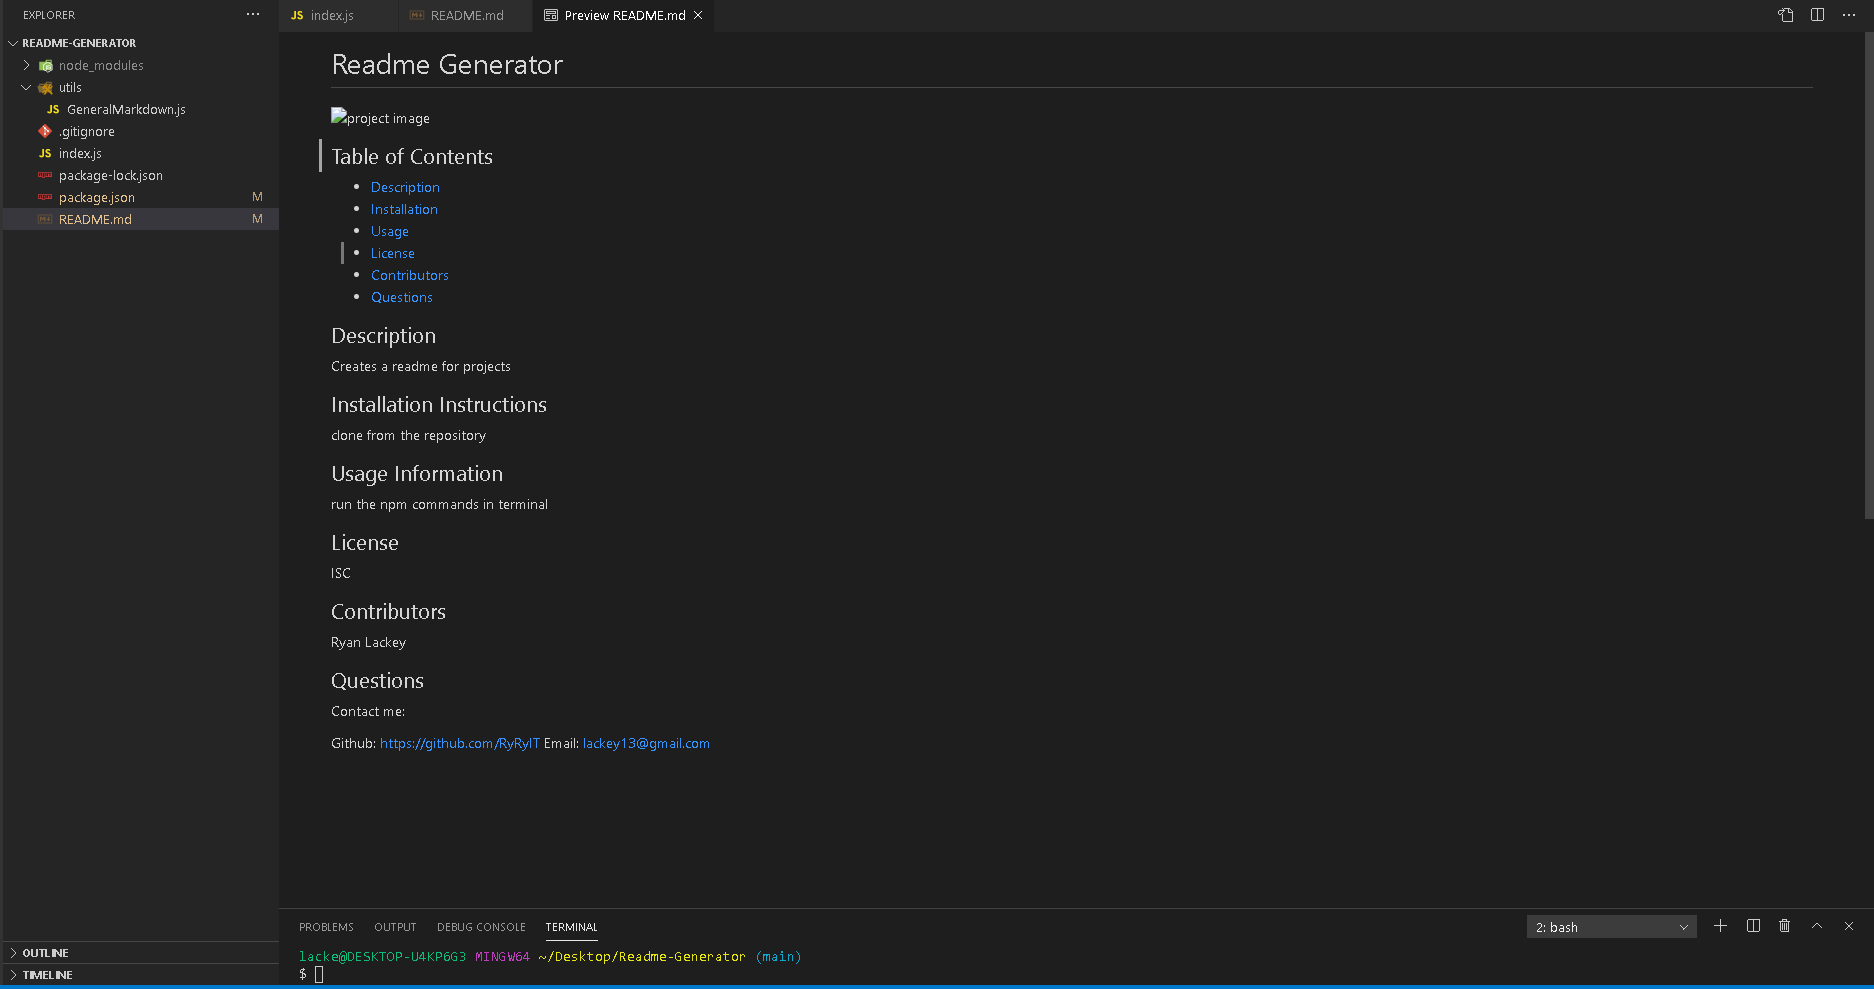 EXPLORER
README-GENERATOR
node_modules
utils
JS GeneralMarkdown.js
.gitignore
JS index.js
package-lock.json
package.json M
README.md M
OUTLINE
TIMELINE
JS index.js README.md Preview README.md
Readme Generator
project image
Table of Contents
Description
Installation
Usage
License
Contributors
Questions
Description
Creates a readme for projects
Installation Instructions
clone from the repository
Usage Information
run the npm commands in terminal
License
ISC
Contributors
Ryan Lackey
Questions
Contact me:
Github: https://github.com/RyRyIT Email: lackey13@gmail.com
PROBLEMS OUTPUT DEBUG CONSOLE TERMINAL 2: bash
lacke@DESKTOP-U4KP6G3 MINGW64 ~/Desktop/Readme-Generator (main)
$